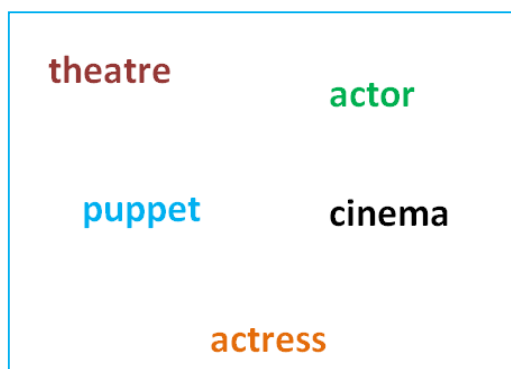 theatre
actor
puppet
cinema
actress